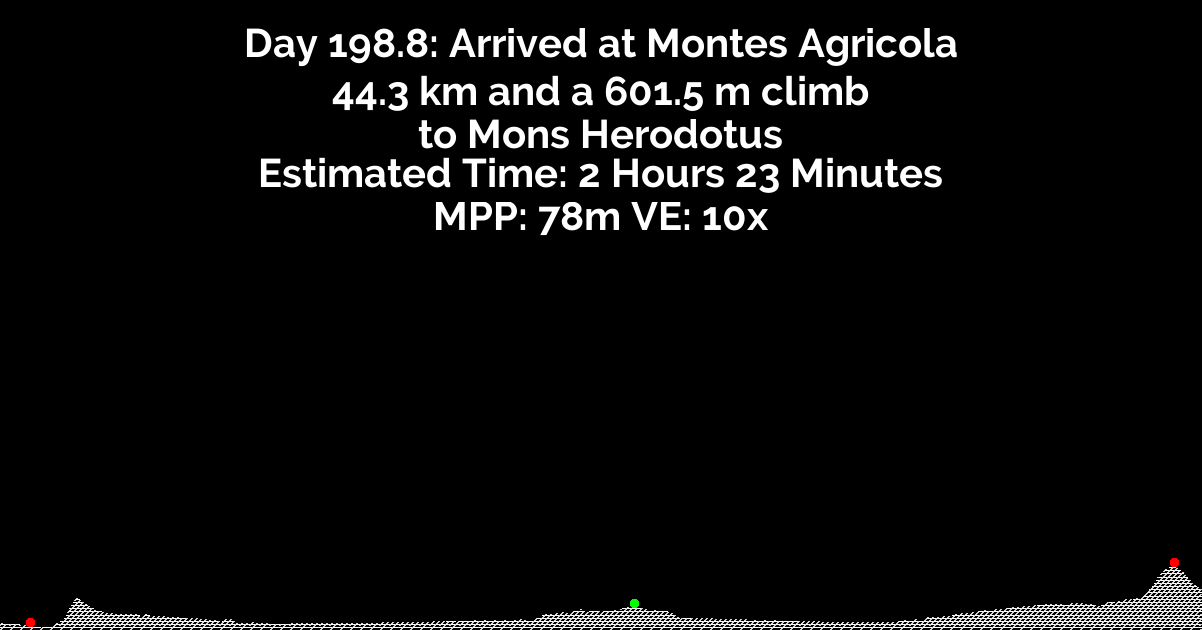 Day 198.8: Arrived at Montes Agricola
44.3 km and a 601.5 m climb
to Mons Herodotus
Estimated Time: 2 Hours 23 Minutes
MPP: 78m VE: 10x